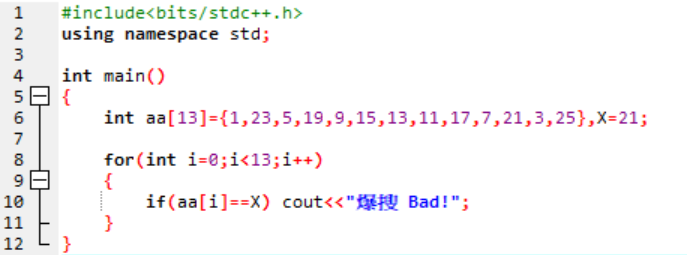 1 #include<bits/stdc++.h>
2 using namespace std;
3
4 int main()
5 {
6 int aa[13]={1,23,5,19,9,15,13,11,17,7,21,3,25},X=21;
7
8 for(int i=0;i<13;i++)
9 {
10 if(aa[i]==X) cout<<"爆搜 Bad!";
11 }
12 }